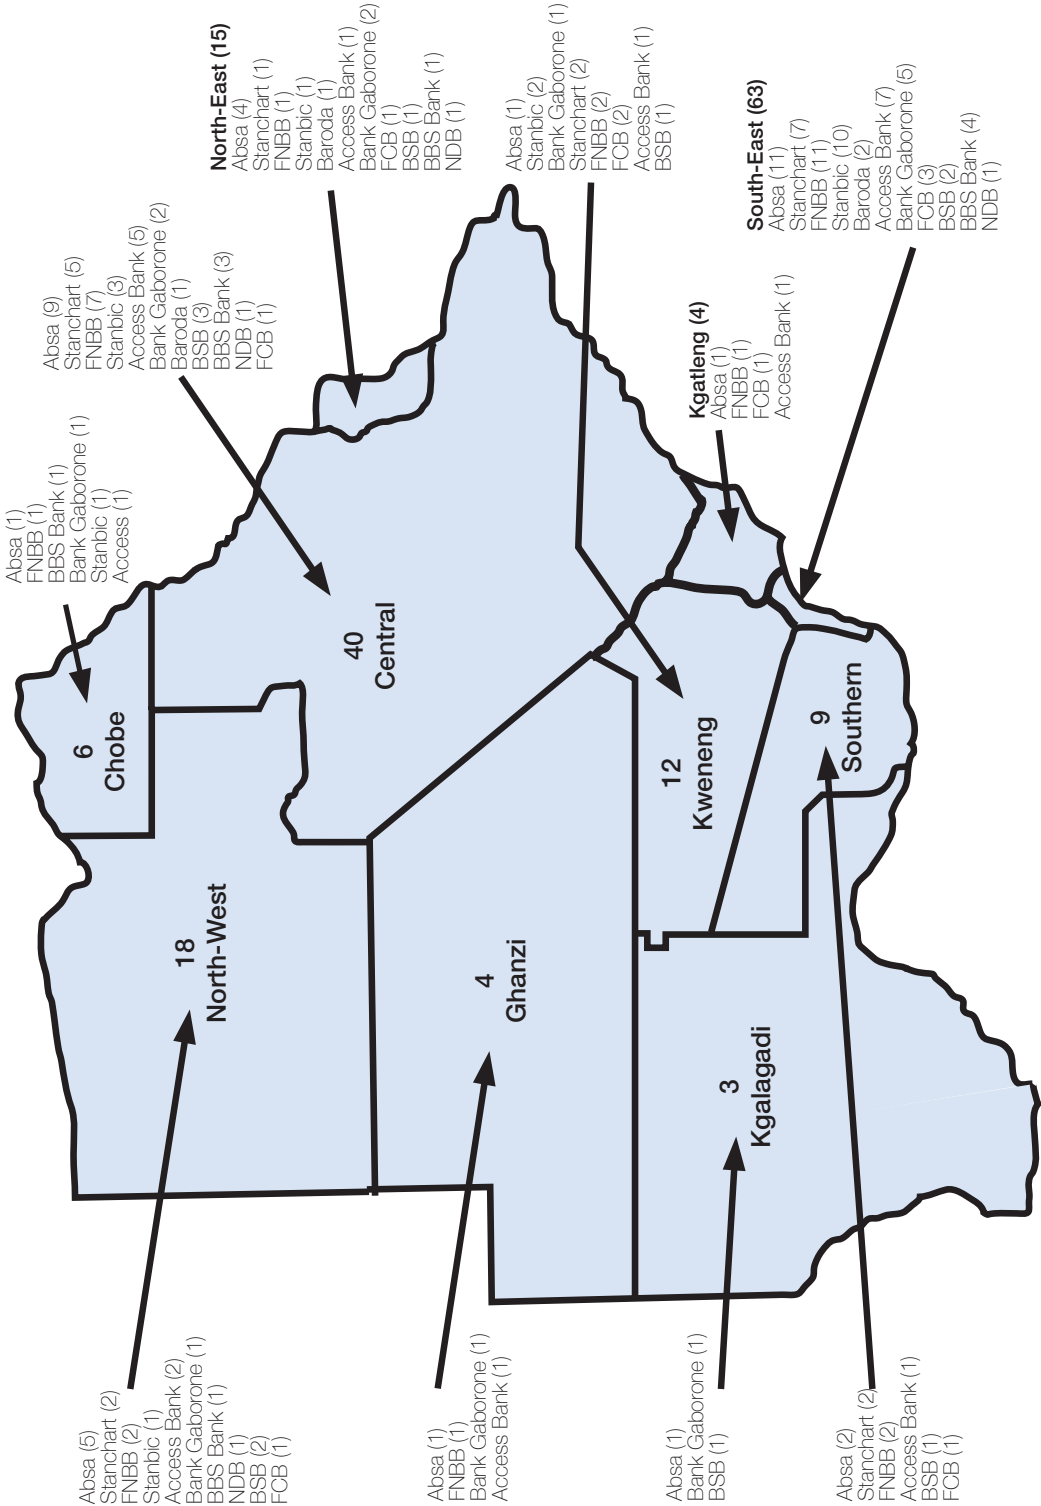 Absa (1)
FNBB (1)
BBS Bank (1)
Bank Gaborone (1)
Stanbic (1)
Access (1)
Absa (9)
Stanchart (5)
FNBB (7)
Stanbic (3)
Access Bank (5)
Bank Gaborone (2)
Baroda (1)
BSB (3)
BBS Bank (3)
NDB (1)
FCB (1)
North-East (15)
Absa (4)
Stanchart (1)
FNBB (1)
Stanbic (1)
Baroda (1)
Access Bank (1)
Bank Gaborone (2)
FCB (1)
BSB (1)
BBS Bank (1)
NDB (1)
Absa (1)
Stanbic (2)
Bank Gaborone (1)
Stanchart (2)
FNBB (2)
FCB (2)
Access Bank (1)
BSB (1)
Kgatleng (4)
Absa (1)
FNBB (1)
FCB (1)
Access Bank (1)
South-East (63)
Absa (11)
Stanchart (7)
FNBB (11)
Stanbic (10)
Baroda (2)
Access Bank (7)
Bank Gaborone (5)
FCB (3)
BSB (2)
BBS Bank (4)
NDB (1)
6
Chobe
40
Central
18
North-West
4
Ghanzi
12
Kweneng
9
Southern
3
Kgalagadi
Absa (5)
Stanchart (2)
FNBB (2)
Stanbic (1)
Access Bank (2)
Bank Gaborone (1)
BBS Bank (1)
NDB (1)
BSB (2)
FCB (1)
Absa (1)
FNBB (1)
Bank Gaborone (1)
Access Bank (1)
Absa (1)
Bank Gaborone (1)
BSB (1)
Absa (2)
Stanchart (2)
FNBB (2)
Access Bank (1)
BSB (1)
FCB (1)